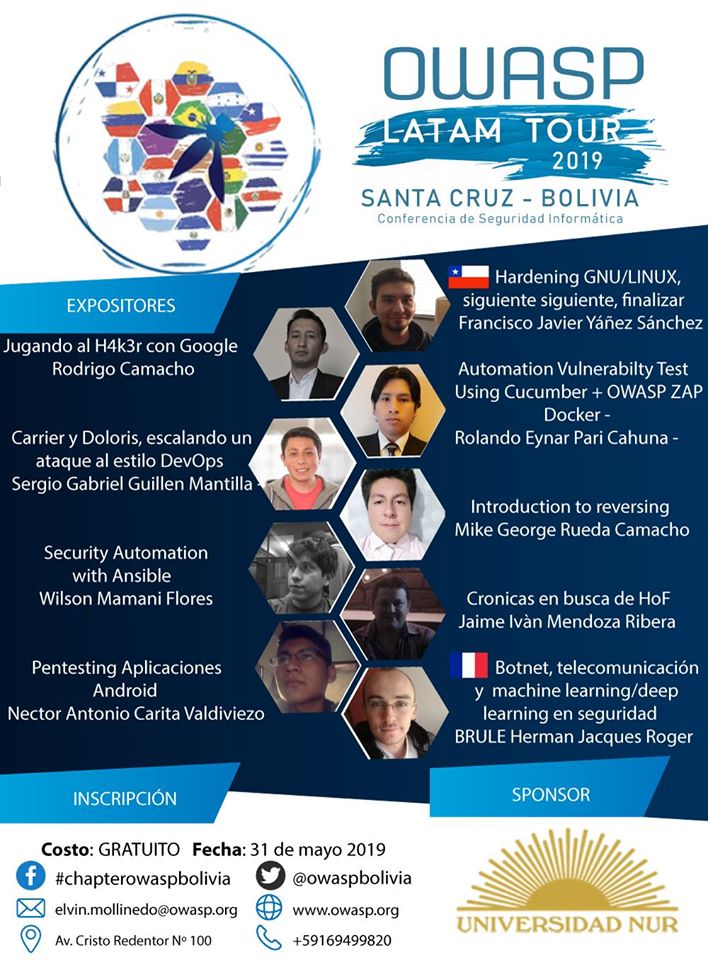 OWASP
LATAM TOUR
2019
SANTA CRUZ - BOLIVIA
Conferencia de Seguridad Informática
EXPOSITORES
Jugando al H4k3r con Google
Rodrigo Camacho
Carrier y Doloris, escalando un
ataque al estilo DevOps
Sergio Gabriel Guillen Mantilla -
Security Automation
with Ansible
Wilson Mamani Flores
Pentesting Aplicaciones
Android
Nector Antonio Carita Valdiviezo
Hardening GNU/LINUX,
siguiente siguiente, finalizar
Francisco Javier Yáñez Sánchez
Automation Vulnerabilty Test
Using Cucumber + OWASP ZAP
Docker -
Rolando Eynar Pari Cahuna -
Introduction to reversing
Mike George Rueda Camacho
Cronicas en busca de HoF
Jaime Ivàn Mendoza Ribera
Botnet, telecomunicación
y machine learning/deep
learning en seguridad
BRULE Herman Jacques Roger
INSCRIPCIÓN
Costo: GRATUITO Fecha: 31 de mayo 2019
#chapterowaspbolivia
@owaspbolivia
elvin.mollinedo@owasp.org
www.owasp.org
Av. Cristo Redentor Nº 100
+59169499820
SPONSOR
UNIVERSIDAD NUR